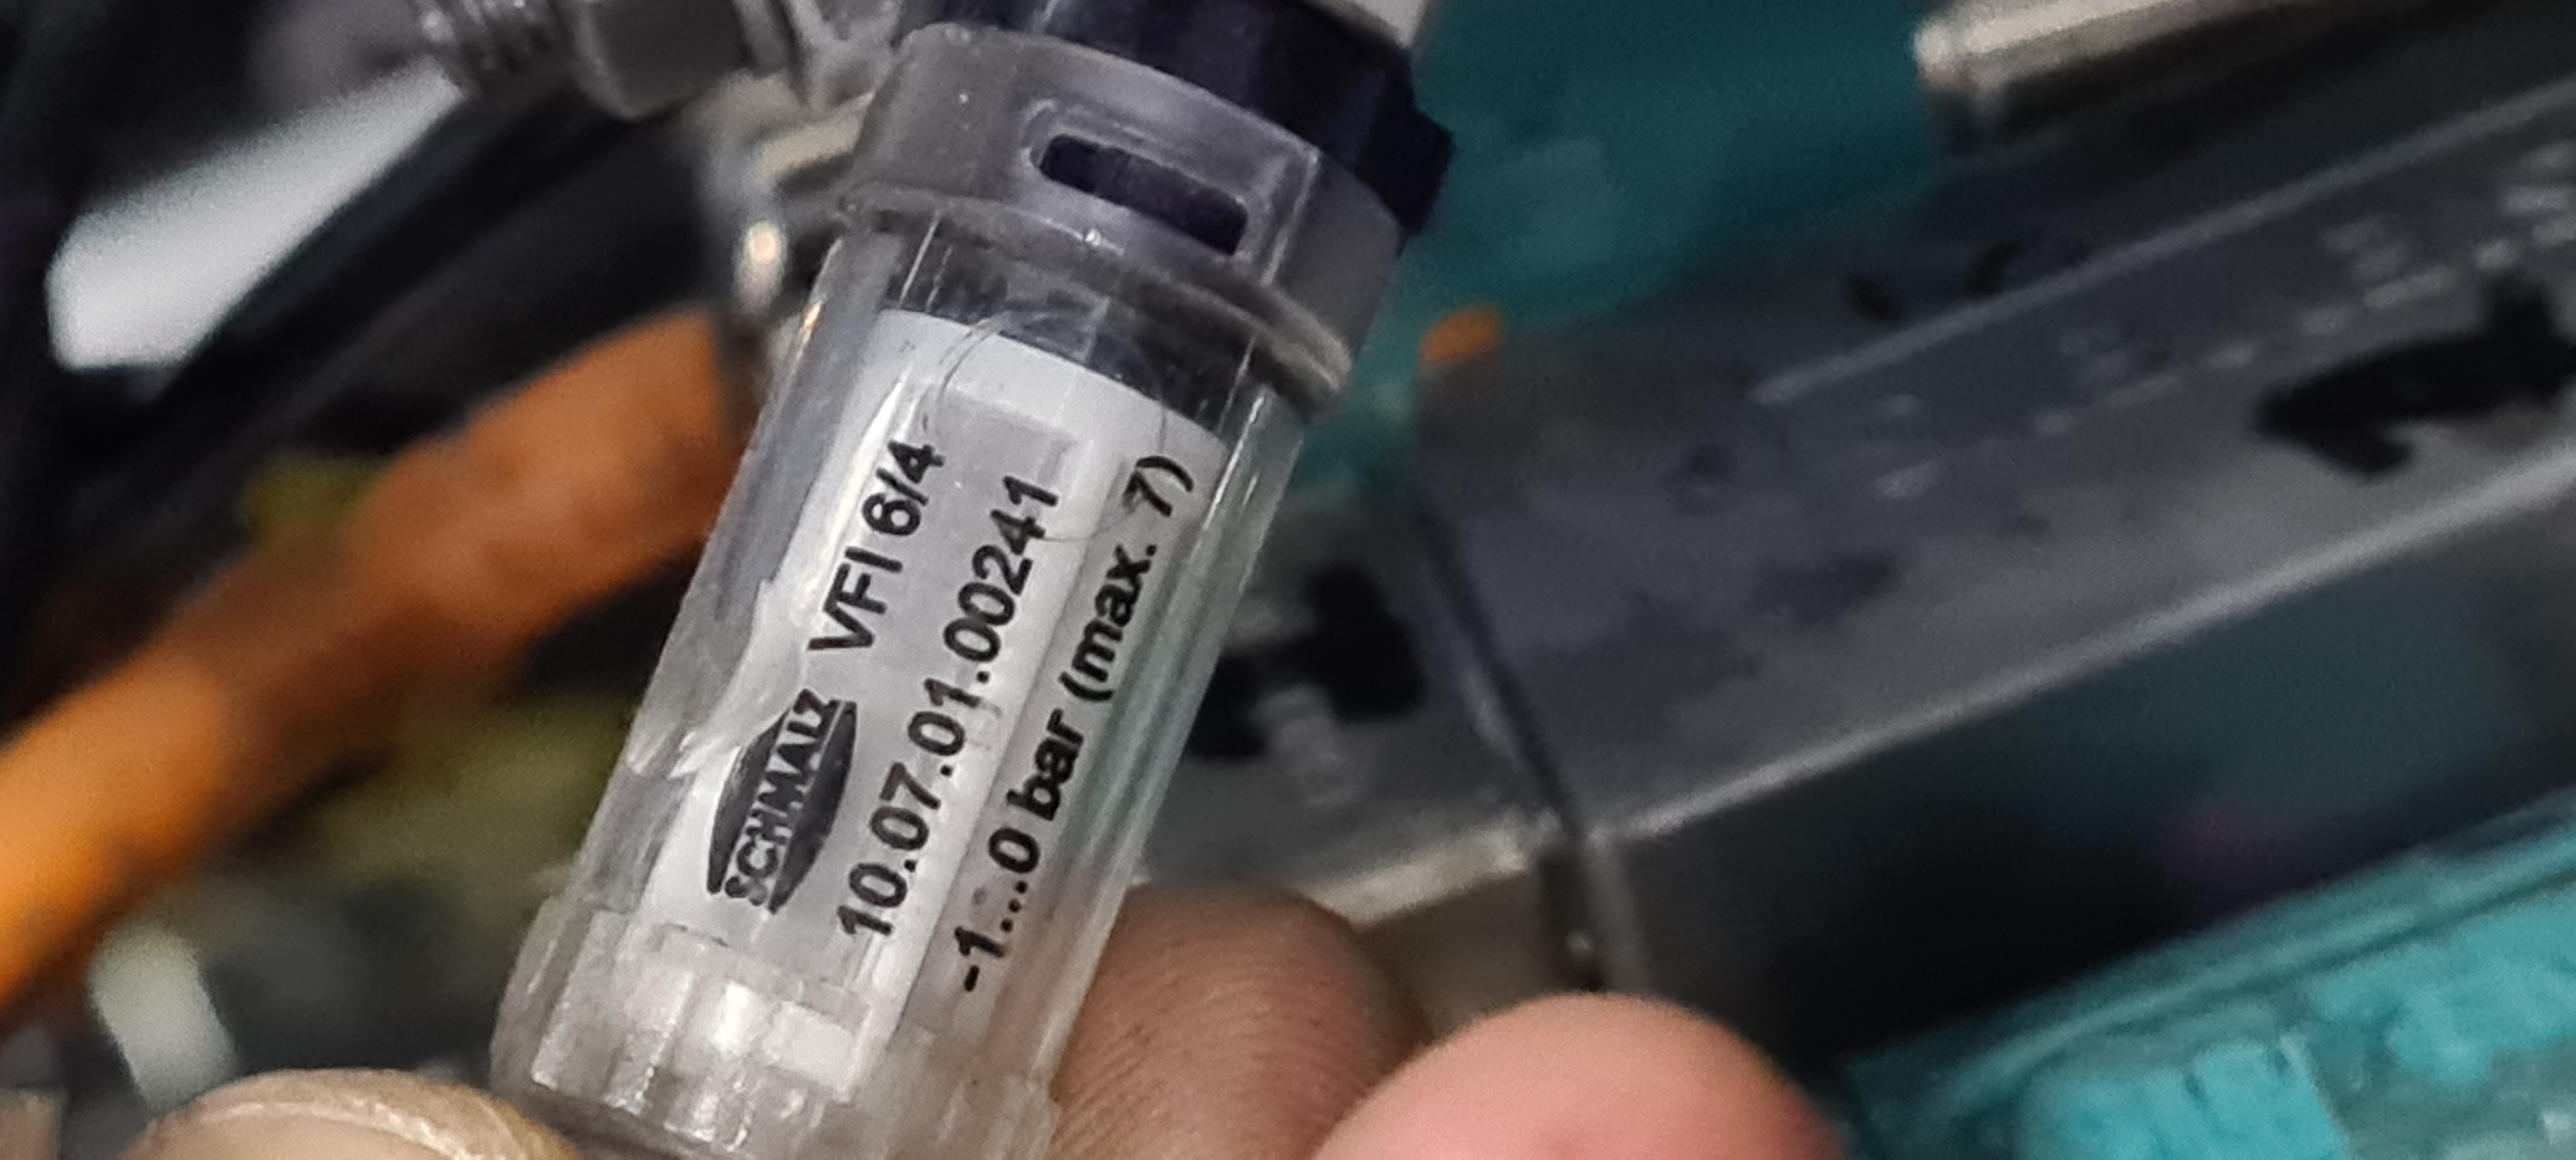 SCHMALZ VFI 6/4
10.07.01.00241
-1...0 bar (max. 7)